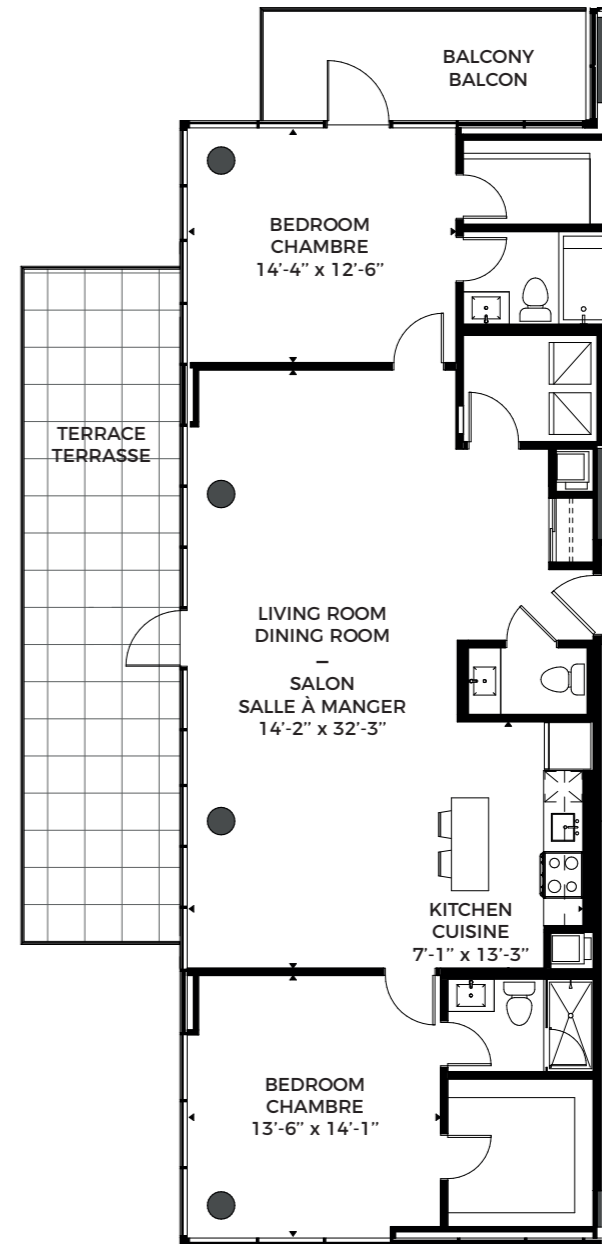 BALCONY
BALCON
BEDROOM
CHAMBRE
14’-4” x 12’-6”
TERRACE
TERRASSE
LIVING ROOM
DINING ROOM
–
SALON
SALLE À MANGER
14’-2” x 32’-3”
KITCHEN
CUISINE
7’-1” x 13’-3”
BEDROOM
CHAMBRE
13’-6” x 14’-1”